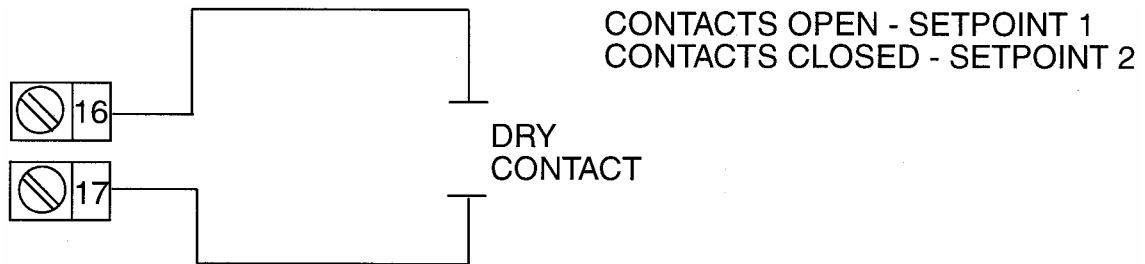 CONTACTS OPEN - SETPOINT 1
CONTACTS CLOSED - SETPOINT 2
16
DRY
CONTACT
17